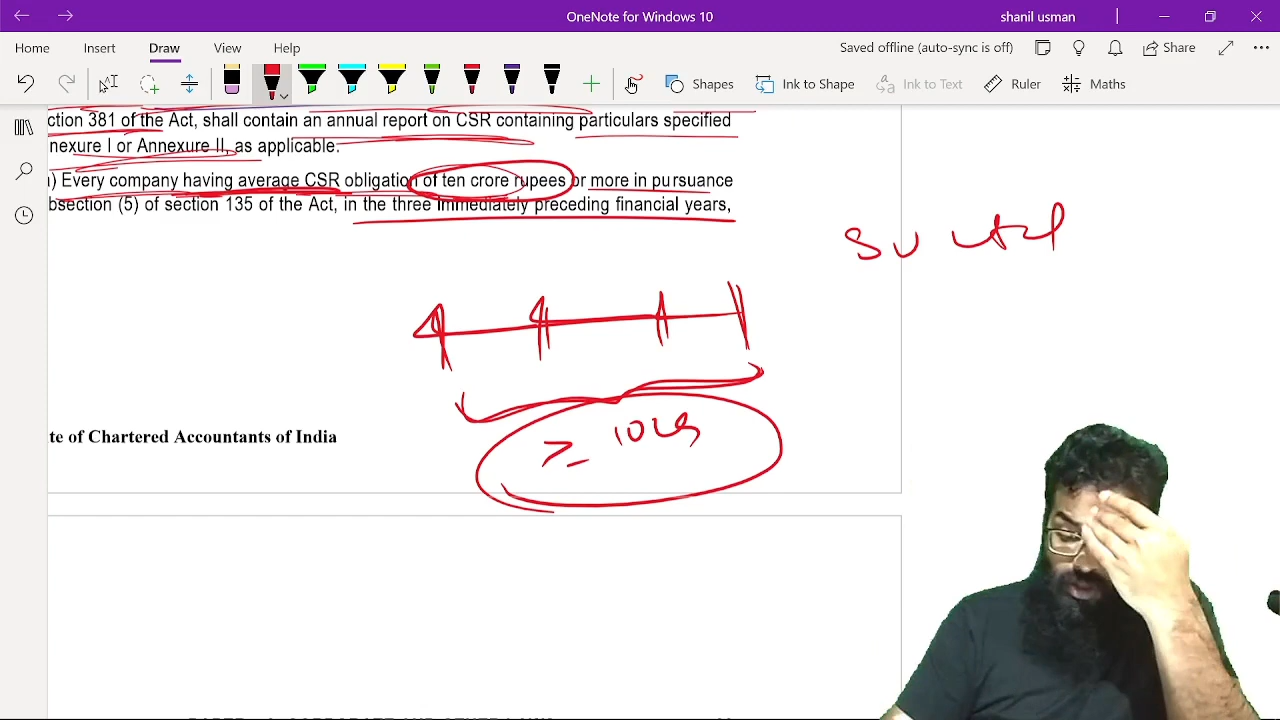 OneNote for Windows 10
shanil usman
Home Insert Draw View Help
Saved offline (auto-sync is off)
Share
Shapes
Ink to Shape
Ink to Text
Ruler
Maths
ction 381 of the Act, shall contain an annual report on CSR containing particulars specified
nexure I or Annexure II, as applicable.
) Every company having average CSR obligation of ten crore rupees or more in pursuance
bsection (5) of section 135 of the Act, in the three immediately preceding financial years,
≥ 10 Crs
te of Chartered Accountants of India